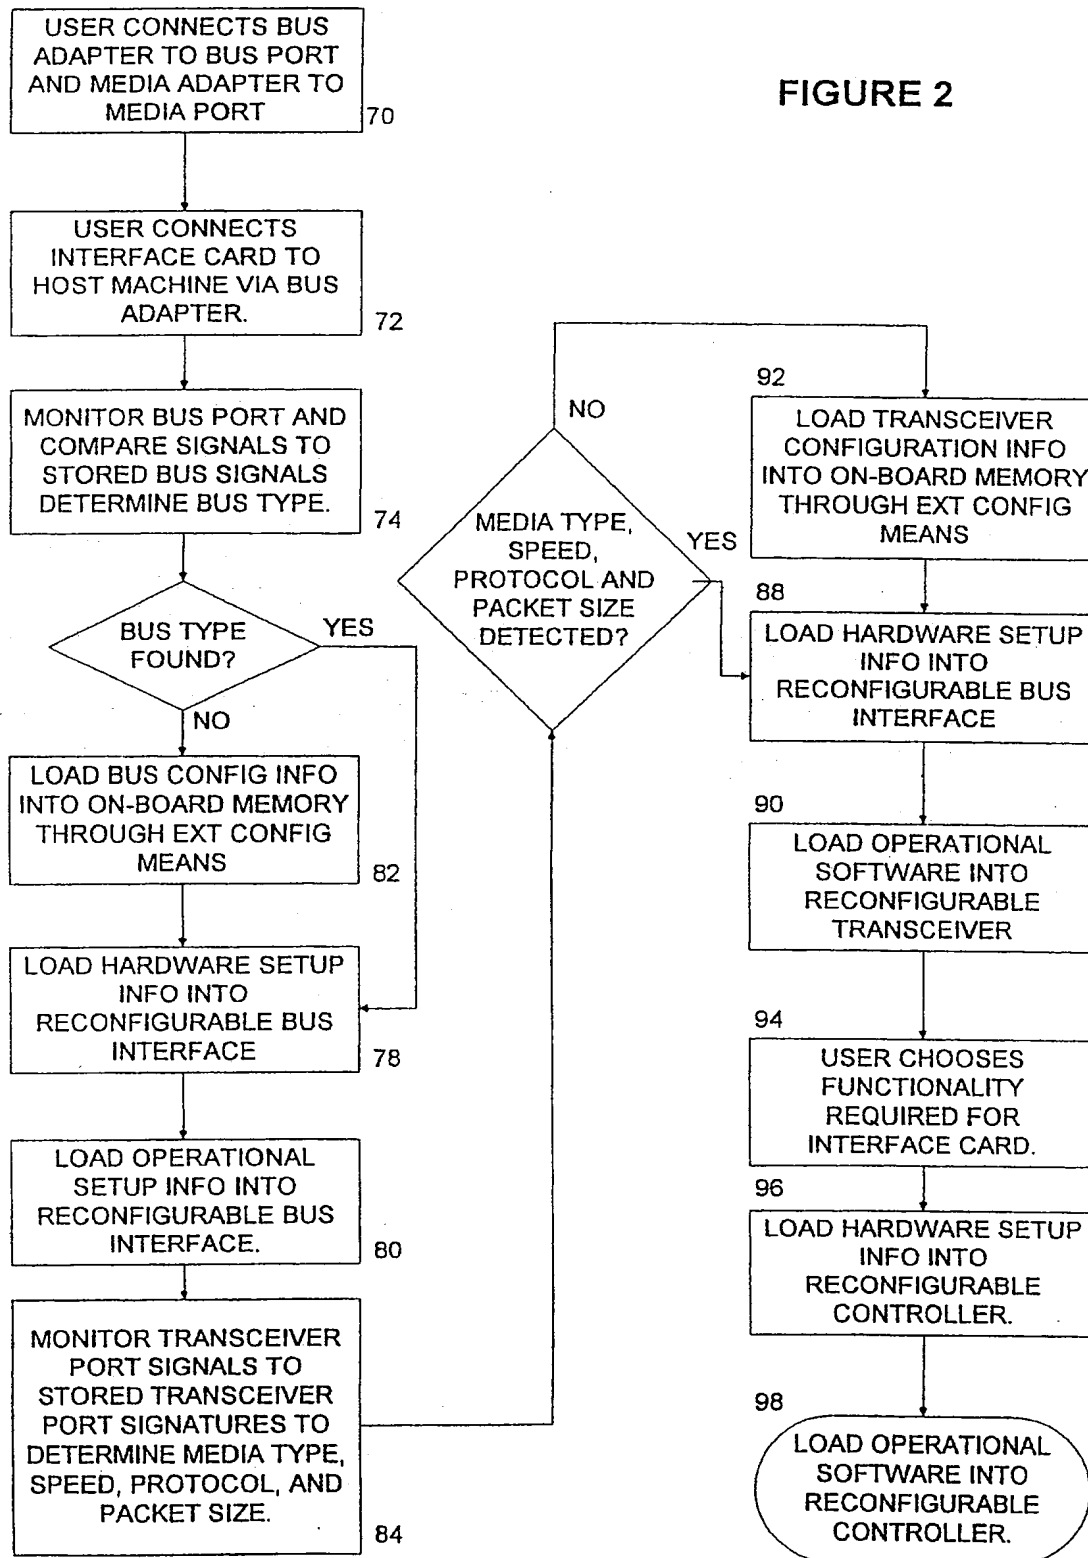 FIGURE 2
USER CONNECTS BUS
ADAPTER TO BUS PORT
AND MEDIA ADAPTER TO
MEDIA PORT
70
USER CONNECTS
INTERFACE CARD TO
HOST MACHINE VIA BUS
ADAPTER.
72
MONITOR BUS PORT AND
COMPARE SIGNALS TO
STORED BUS SIGNALS
DETERMINE BUS TYPE.
74
BUS TYPE
FOUND?
YES
NO
LOAD BUS CONFIG INFO
INTO ON-BOARD MEMORY
THROUGH EXT CONFIG
MEANS
82
LOAD HARDWARE SETUP
INFO INTO
RECONFIGURABLE BUS
INTERFACE
78
LOAD OPERATIONAL
SETUP INFO INTO
RECONFIGURABLE BUS
INTERFACE.
80
MONITOR TRANSCEIVER
PORT SIGNALS TO
STORED TRANSCEIVER
PORT SIGNATURES TO
DETERMINE MEDIA TYPE,
SPEED, PROTOCOL, AND
PACKET SIZE.
84
MEDIA TYPE,
SPEED,
PROTOCOL AND
PACKET SIZE
DETECTED?
NO
YES
92
LOAD TRANSCEIVER
CONFIGURATION INFO
INTO ON-BOARD MEMORY
THROUGH EXT CONFIG
MEANS
88
LOAD HARDWARE SETUP
INFO INTO
RECONFIGURABLE BUS
INTERFACE
90
LOAD OPERATIONAL
SOFTWARE INTO
RECONFIGURABLE
TRANSCEIVER
94
USER CHOOSES
FUNCTIONALITY
REQUIRED FOR
INTERFACE CARD.
96
LOAD HARDWARE SETUP
INFO INTO
RECONFIGURABLE
CONTROLLER.
98
LOAD OPERATIONAL
SOFTWARE INTO
RECONFIGURABLE
CONTROLLER.